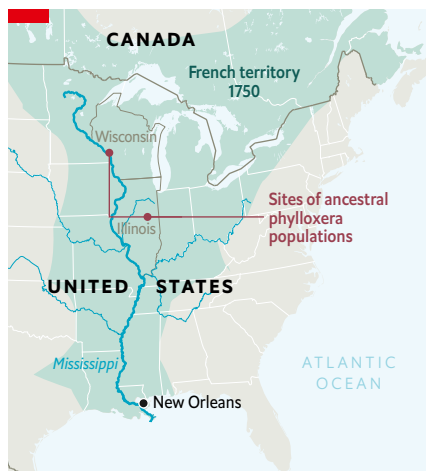 CANADA
French territory
1750
Wisconsin
Sites of ancestral
phylloxera
populations
Illinois
UNITED STATES
Mississippi
ATLANTIC
OCEAN
New Orleans